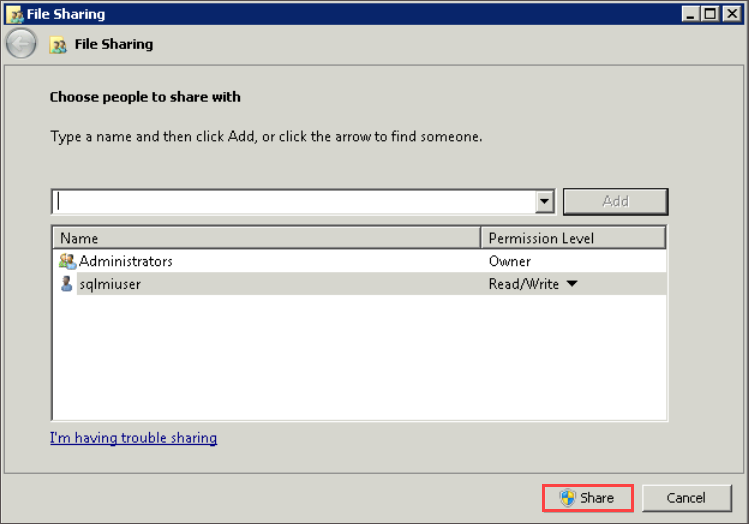 File Sharing
File Sharing
Choose people to share with
Type a name and then click Add, or click the arrow to find someone.
Add
Name Permission Level
Administrators Owner
sqlmiuser Read/Write
I'm having trouble sharing
Share Cancel